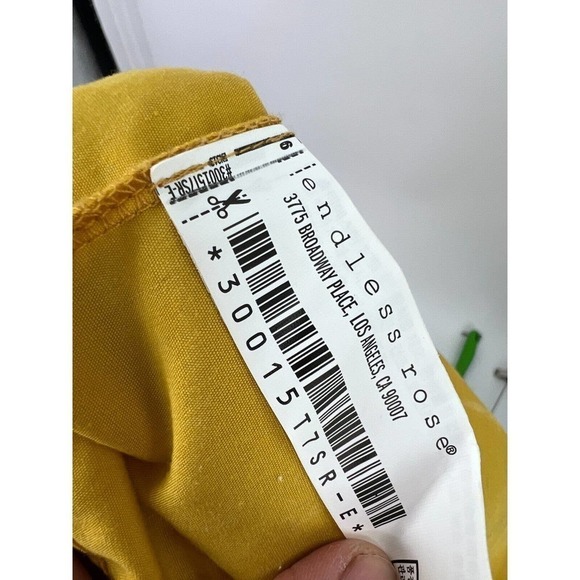 #30015T7SR-E
endless rose®
3775 BROADWAY PLACE, LOS ANGELES, CA 90007
*30015T7SR-E*